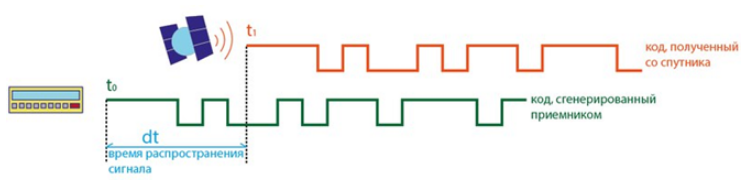 t₁
код, полученный
со спутника
t₀
код, сгенерированный
приемником
dt
время распространения
сигнала